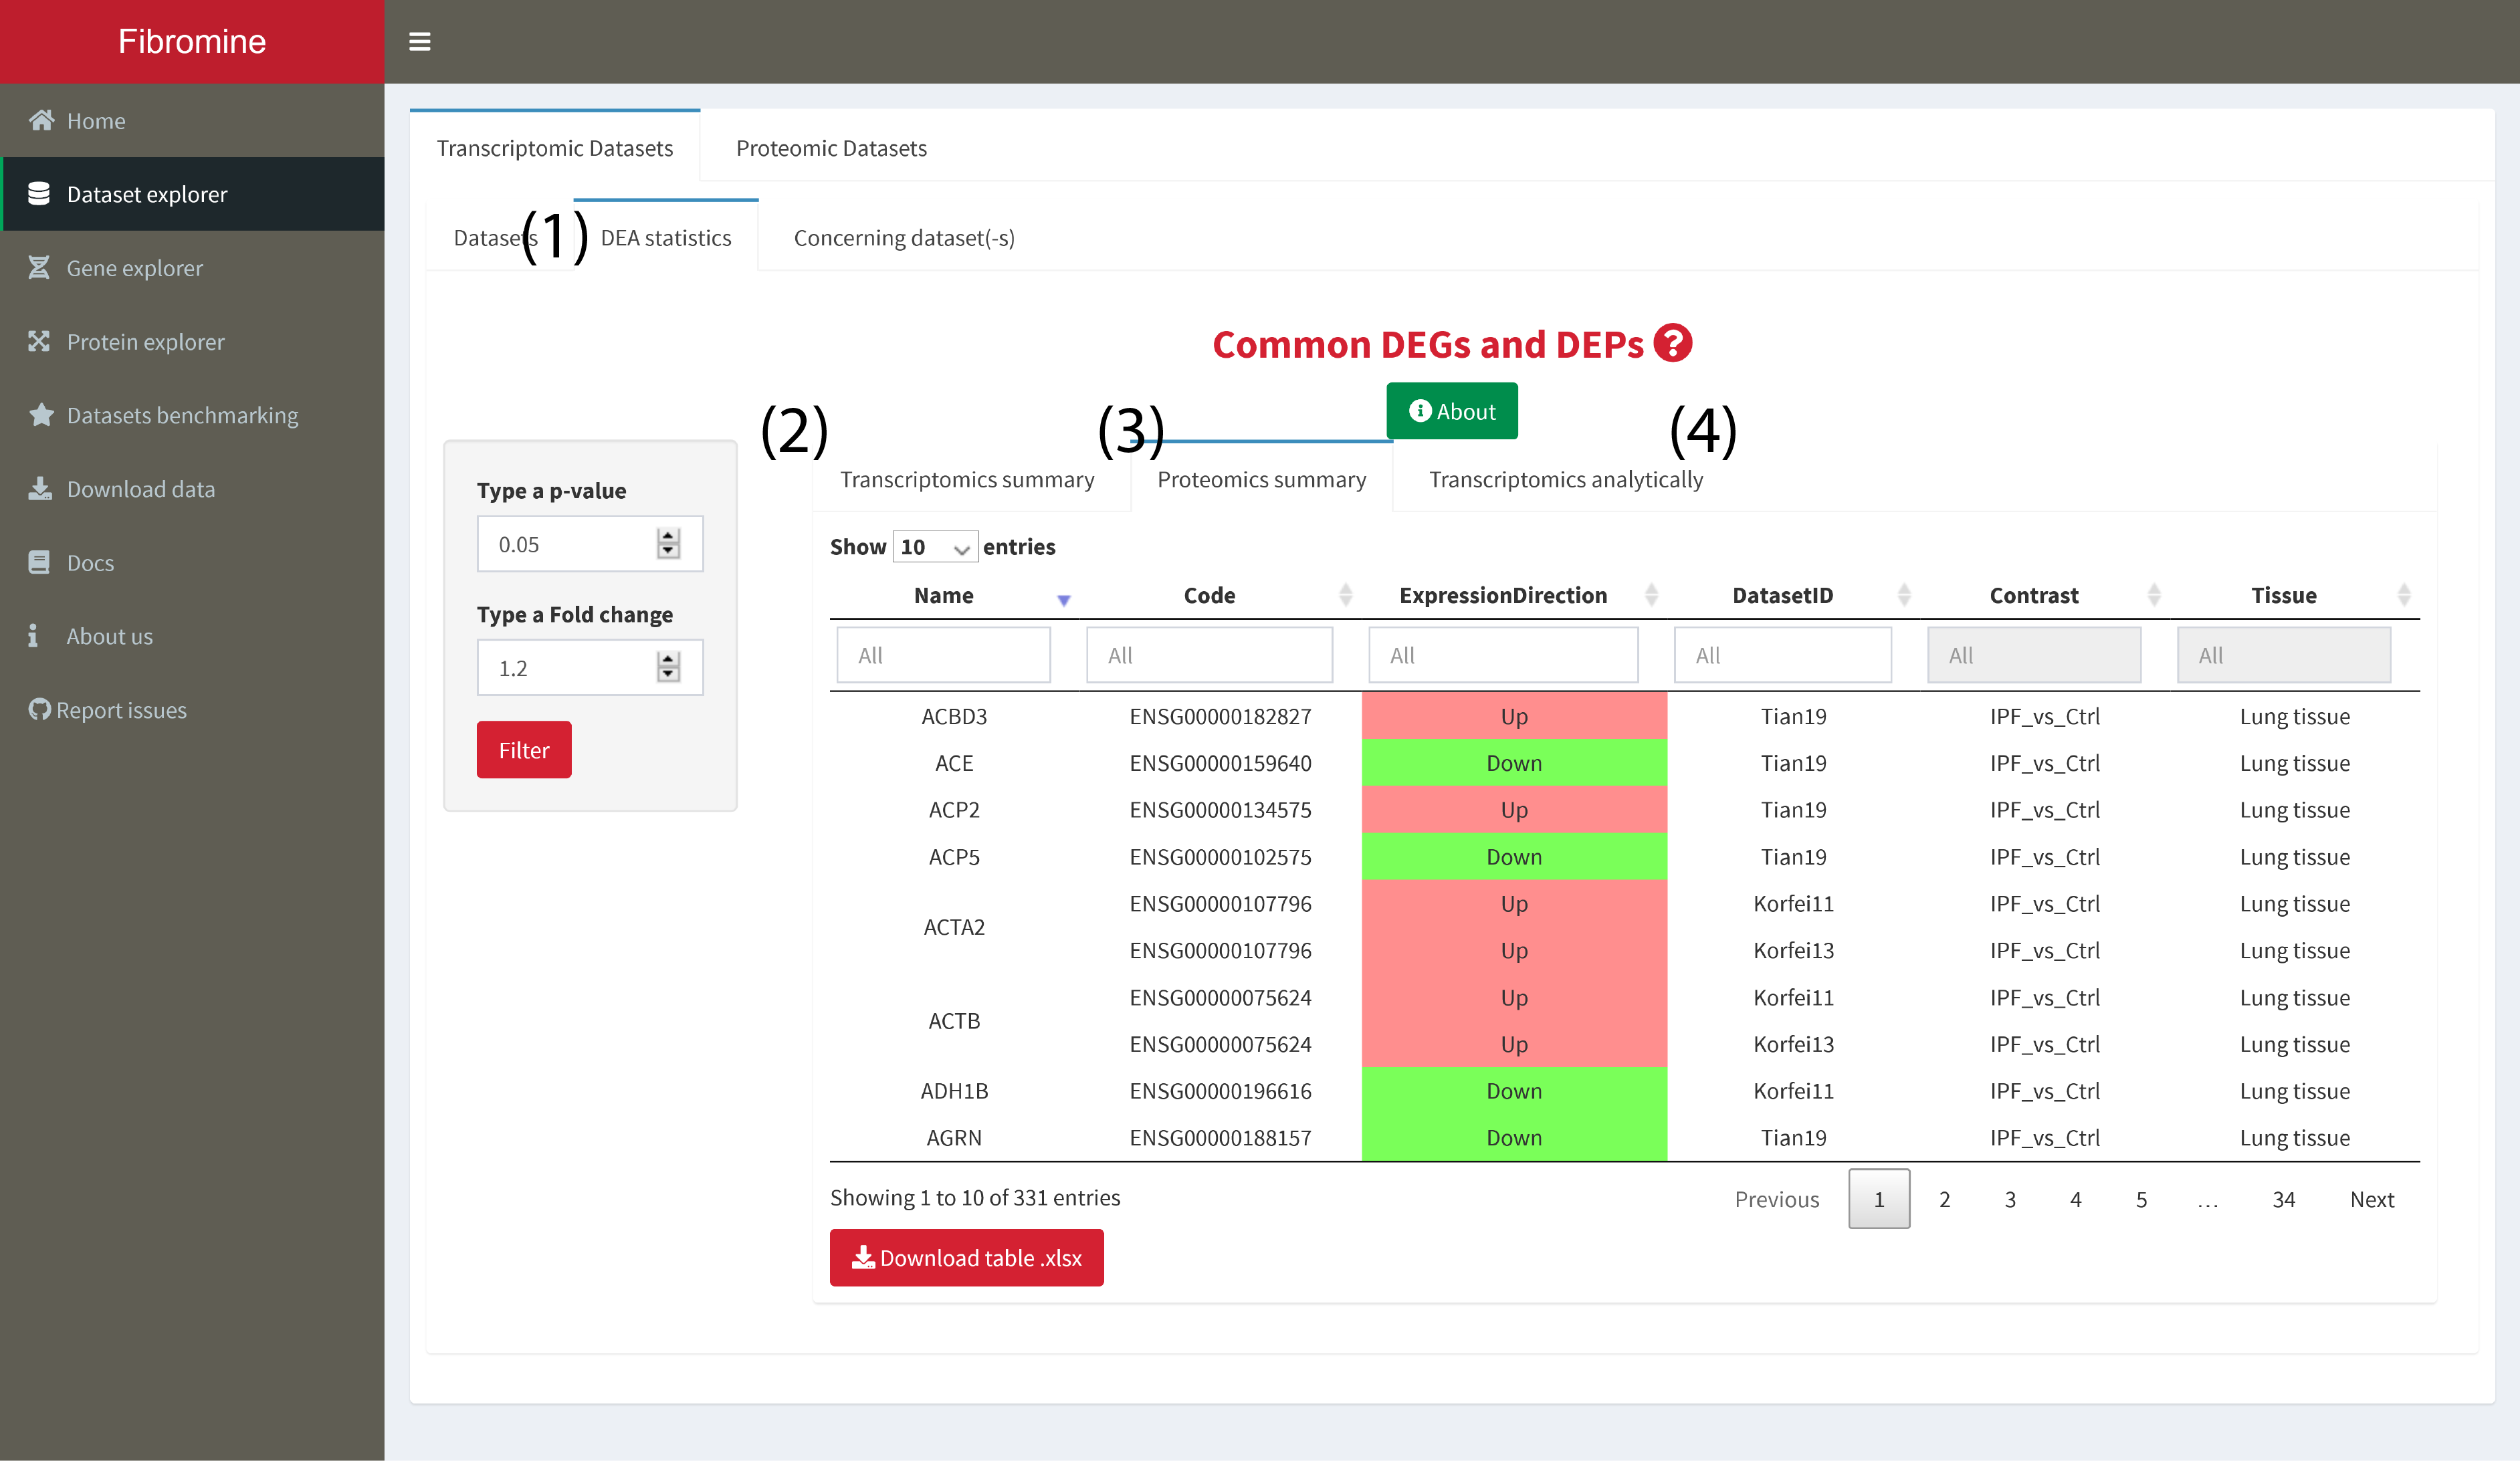 Fibromine
Home
Dataset explorer
Gene explorer
Protein explorer
Datasets benchmarking
Download data
Docs
About us
Report issues
Transcriptomic Datasets Proteomic Datasets
Datasets (1) DEA statistics Concerning dataset(-s)
Common DEGs and DEPs ?
About
(2) (3) (4)
Type a p-value
0.05
Type a Fold change
1.2
Filter
Transcriptomics summary Proteomics summary Transcriptomics analytically
Show 10 entries
Name Code ExpressionDirection DatasetID Contrast Tissue
All All All All All All
ACBD3 ENSG00000182827 Up Tian19 IPF_vs_Ctrl Lung tissue
ACE ENSG00000159640 Down Tian19 IPF_vs_Ctrl Lung tissue
ACP2 ENSG00000134575 Up Tian19 IPF_vs_Ctrl Lung tissue
ACP5 ENSG00000102575 Down Tian19 IPF_vs_Ctrl Lung tissue
ACTA2 ENSG00000107796 Up Korfei11 IPF_vs_Ctrl Lung tissue
ENSG00000107796 Up Korfei13 IPF_vs_Ctrl Lung tissue
ACTB ENSG00000075624 Up Korfei11 IPF_vs_Ctrl Lung tissue
ENSG00000075624 Up Korfei13 IPF_vs_Ctrl Lung tissue
ADH1B ENSG00000196616 Down Korfei11 IPF_vs_Ctrl Lung tissue
AGRN ENSG00000188157 Down Tian19 IPF_vs_Ctrl Lung tissue
Showing 1 to 10 of 331 entries
Previous 1 2 3 4 5 … 34 Next
Download table .xlsx